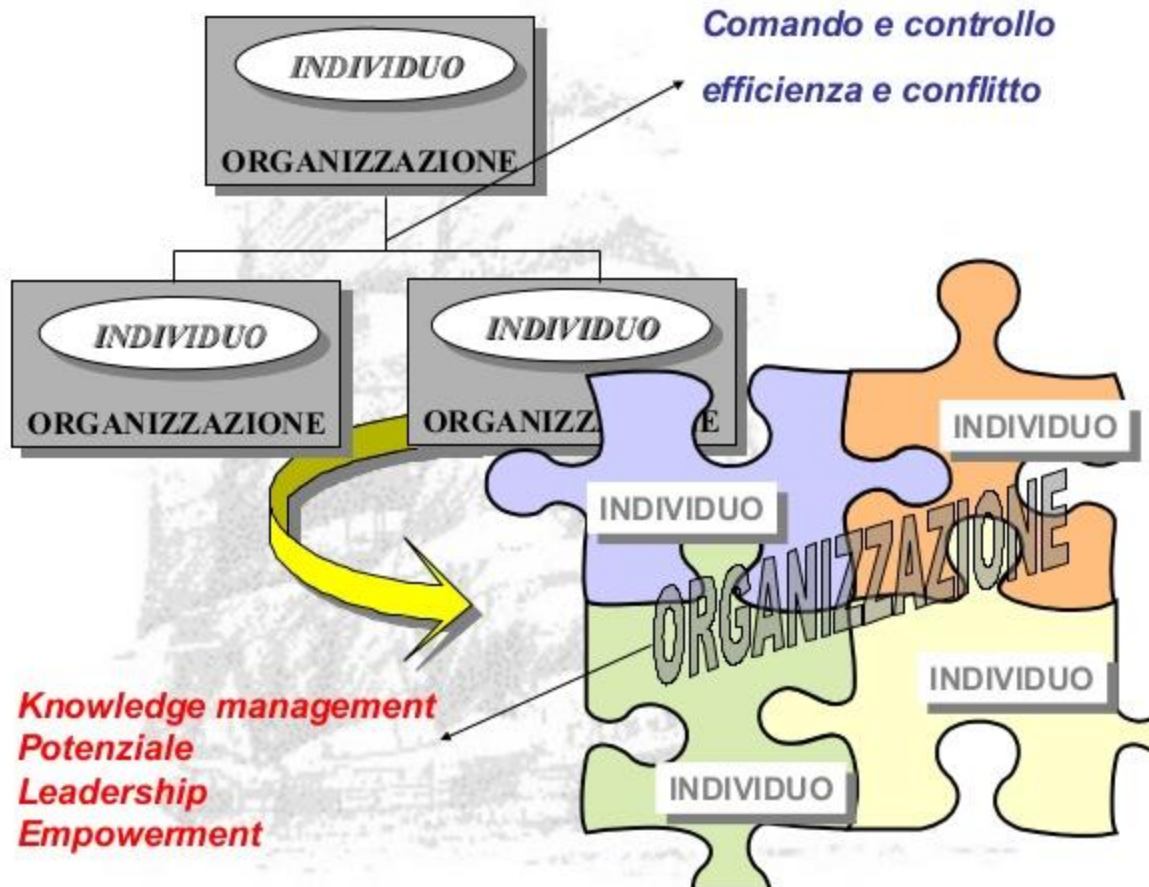 INDIVIDUO
ORGANIZZAZIONE
Comando e controllo
efficienza e conflitto
INDIVIDUO
ORGANIZZAZIONE
INDIVIDUO
ORGANIZZAZIONE
INDIVIDUO
INDIVIDUO
ORGANIZZAZIONE
INDIVIDUO
INDIVIDUO
Knowledge management
Potenziale
Leadership
Empowerment